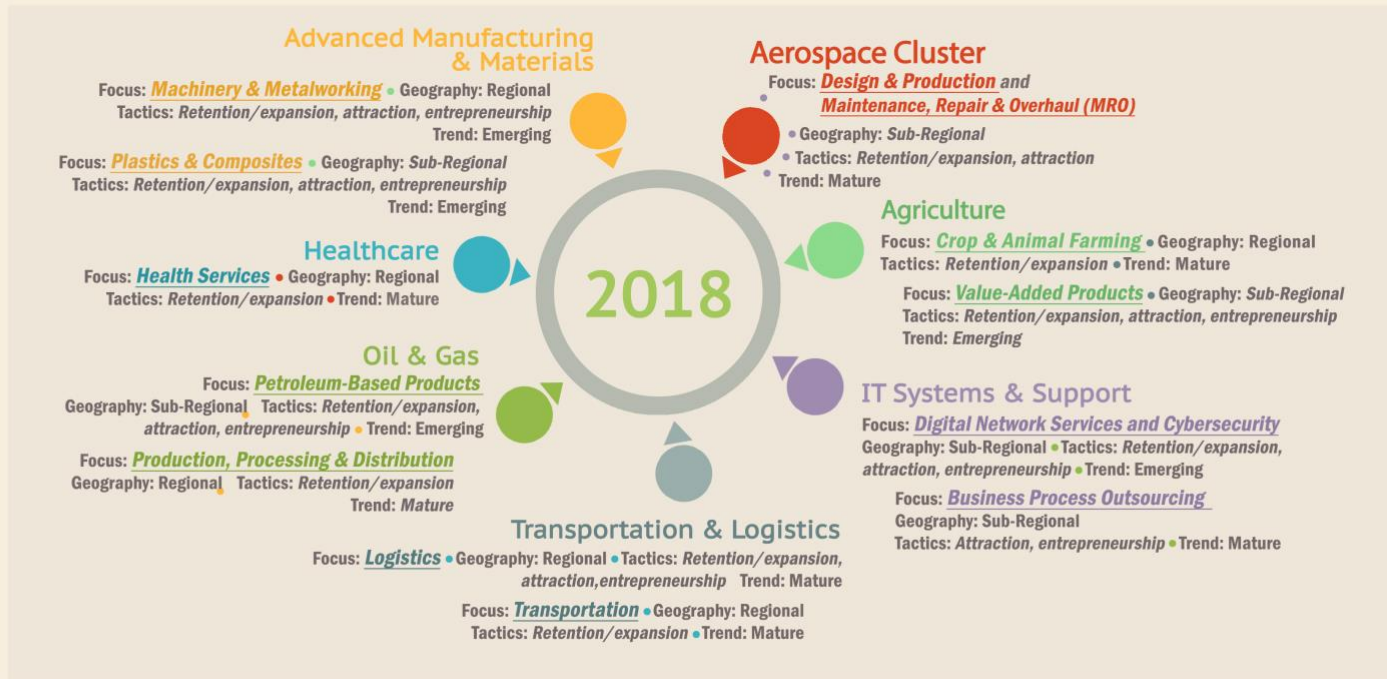 Advanced Manufacturing
& Materials
Focus: Machinery & Metalworking • Geography: Regional
Tactics: Retention/expansion, attraction, entrepreneurship
Trend: Emerging
Focus: Plastics & Composites • Geography: Sub-Regional
Tactics: Retention/expansion, attraction, entrepreneurship
Trend: Emerging
Healthcare
Focus: Health Services • Geography: Regional
Tactics: Retention/expansion • Trend: Mature
Oil & Gas
Focus: Petroleum-Based Products
Geography: Sub-Regional • Tactics: Retention/expansion,
attraction, entrepreneurship • Trend: Emerging
Focus: Production, Processing & Distribution
Geography: Regional • Tactics: Retention/expansion
Trend: Mature
2018
Aerospace Cluster
Focus: Design & Production and
Maintenance, Repair & Overhaul (MRO)
• Geography: Sub-Regional
• Tactics: Retention/expansion, attraction
• Trend: Mature
Agriculture
Focus: Crop & Animal Farming • Geography: Regional
Tactics: Retention/expansion • Trend: Mature
Focus: Value-Added Products • Geography: Sub-Regional
Tactics: Retention/expansion, attraction, entrepreneurship
Trend: Emerging
IT Systems & Support
Focus: Digital Network Services and Cybersecurity
Geography: Sub-Regional • Tactics: Retention/expansion,
attraction, entrepreneurship • Trend: Emerging
Focus: Business Process Outsourcing
Geography: Sub-Regional
Tactics: Attraction, entrepreneurship • Trend: Mature
Transportation & Logistics
Focus: Logistics • Geography: Regional • Tactics: Retention/expansion,
attraction,entrepreneurship Trend: Mature
Focus: Transportation • Geography: Regional
Tactics: Retention/expansion • Trend: Mature